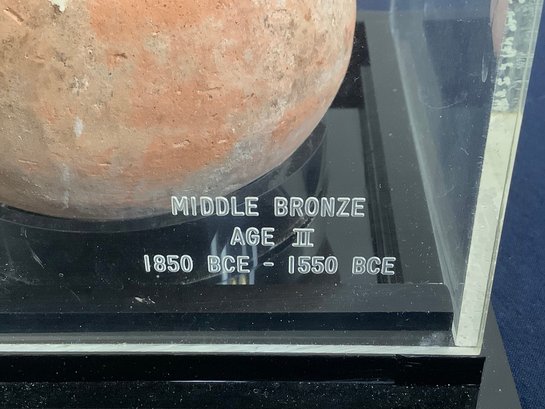 MIDDLE BRONZE
AGE II
1850 BCE - 1550 BCE